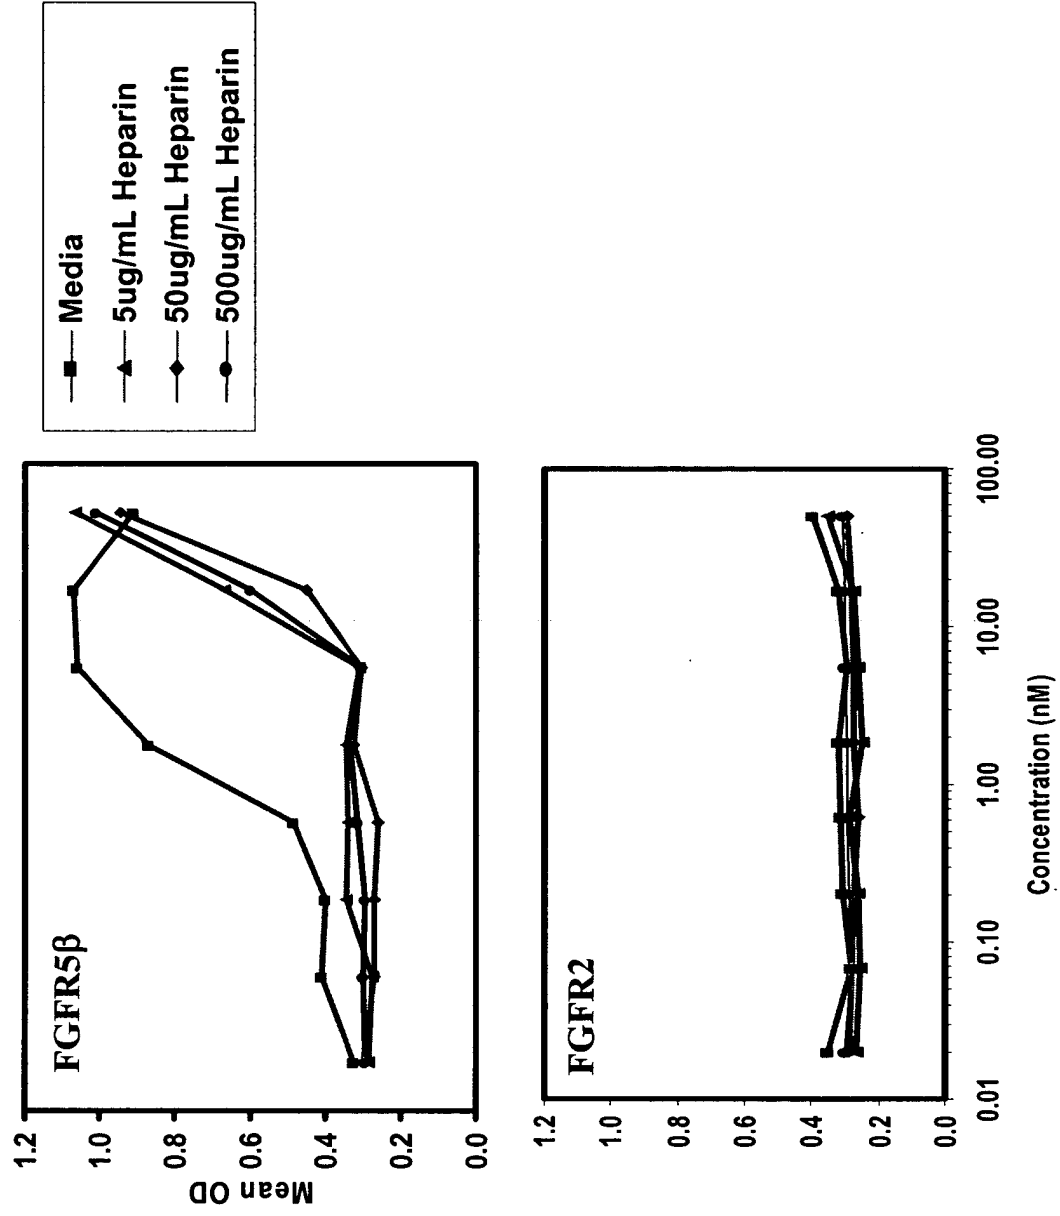 Media
5ug/mL Heparin
50ug/mL Heparin
500ug/mL Heparin
FGFR5β
Mean OD
1.2
1.0
0.8
0.6
0.4
0.2
0.0
FGFR2
1.2
1.0
0.8
0.6
0.4
0.2
0.0
0.01
0.10
1.00
10.00
100.00
Concentration (nM)